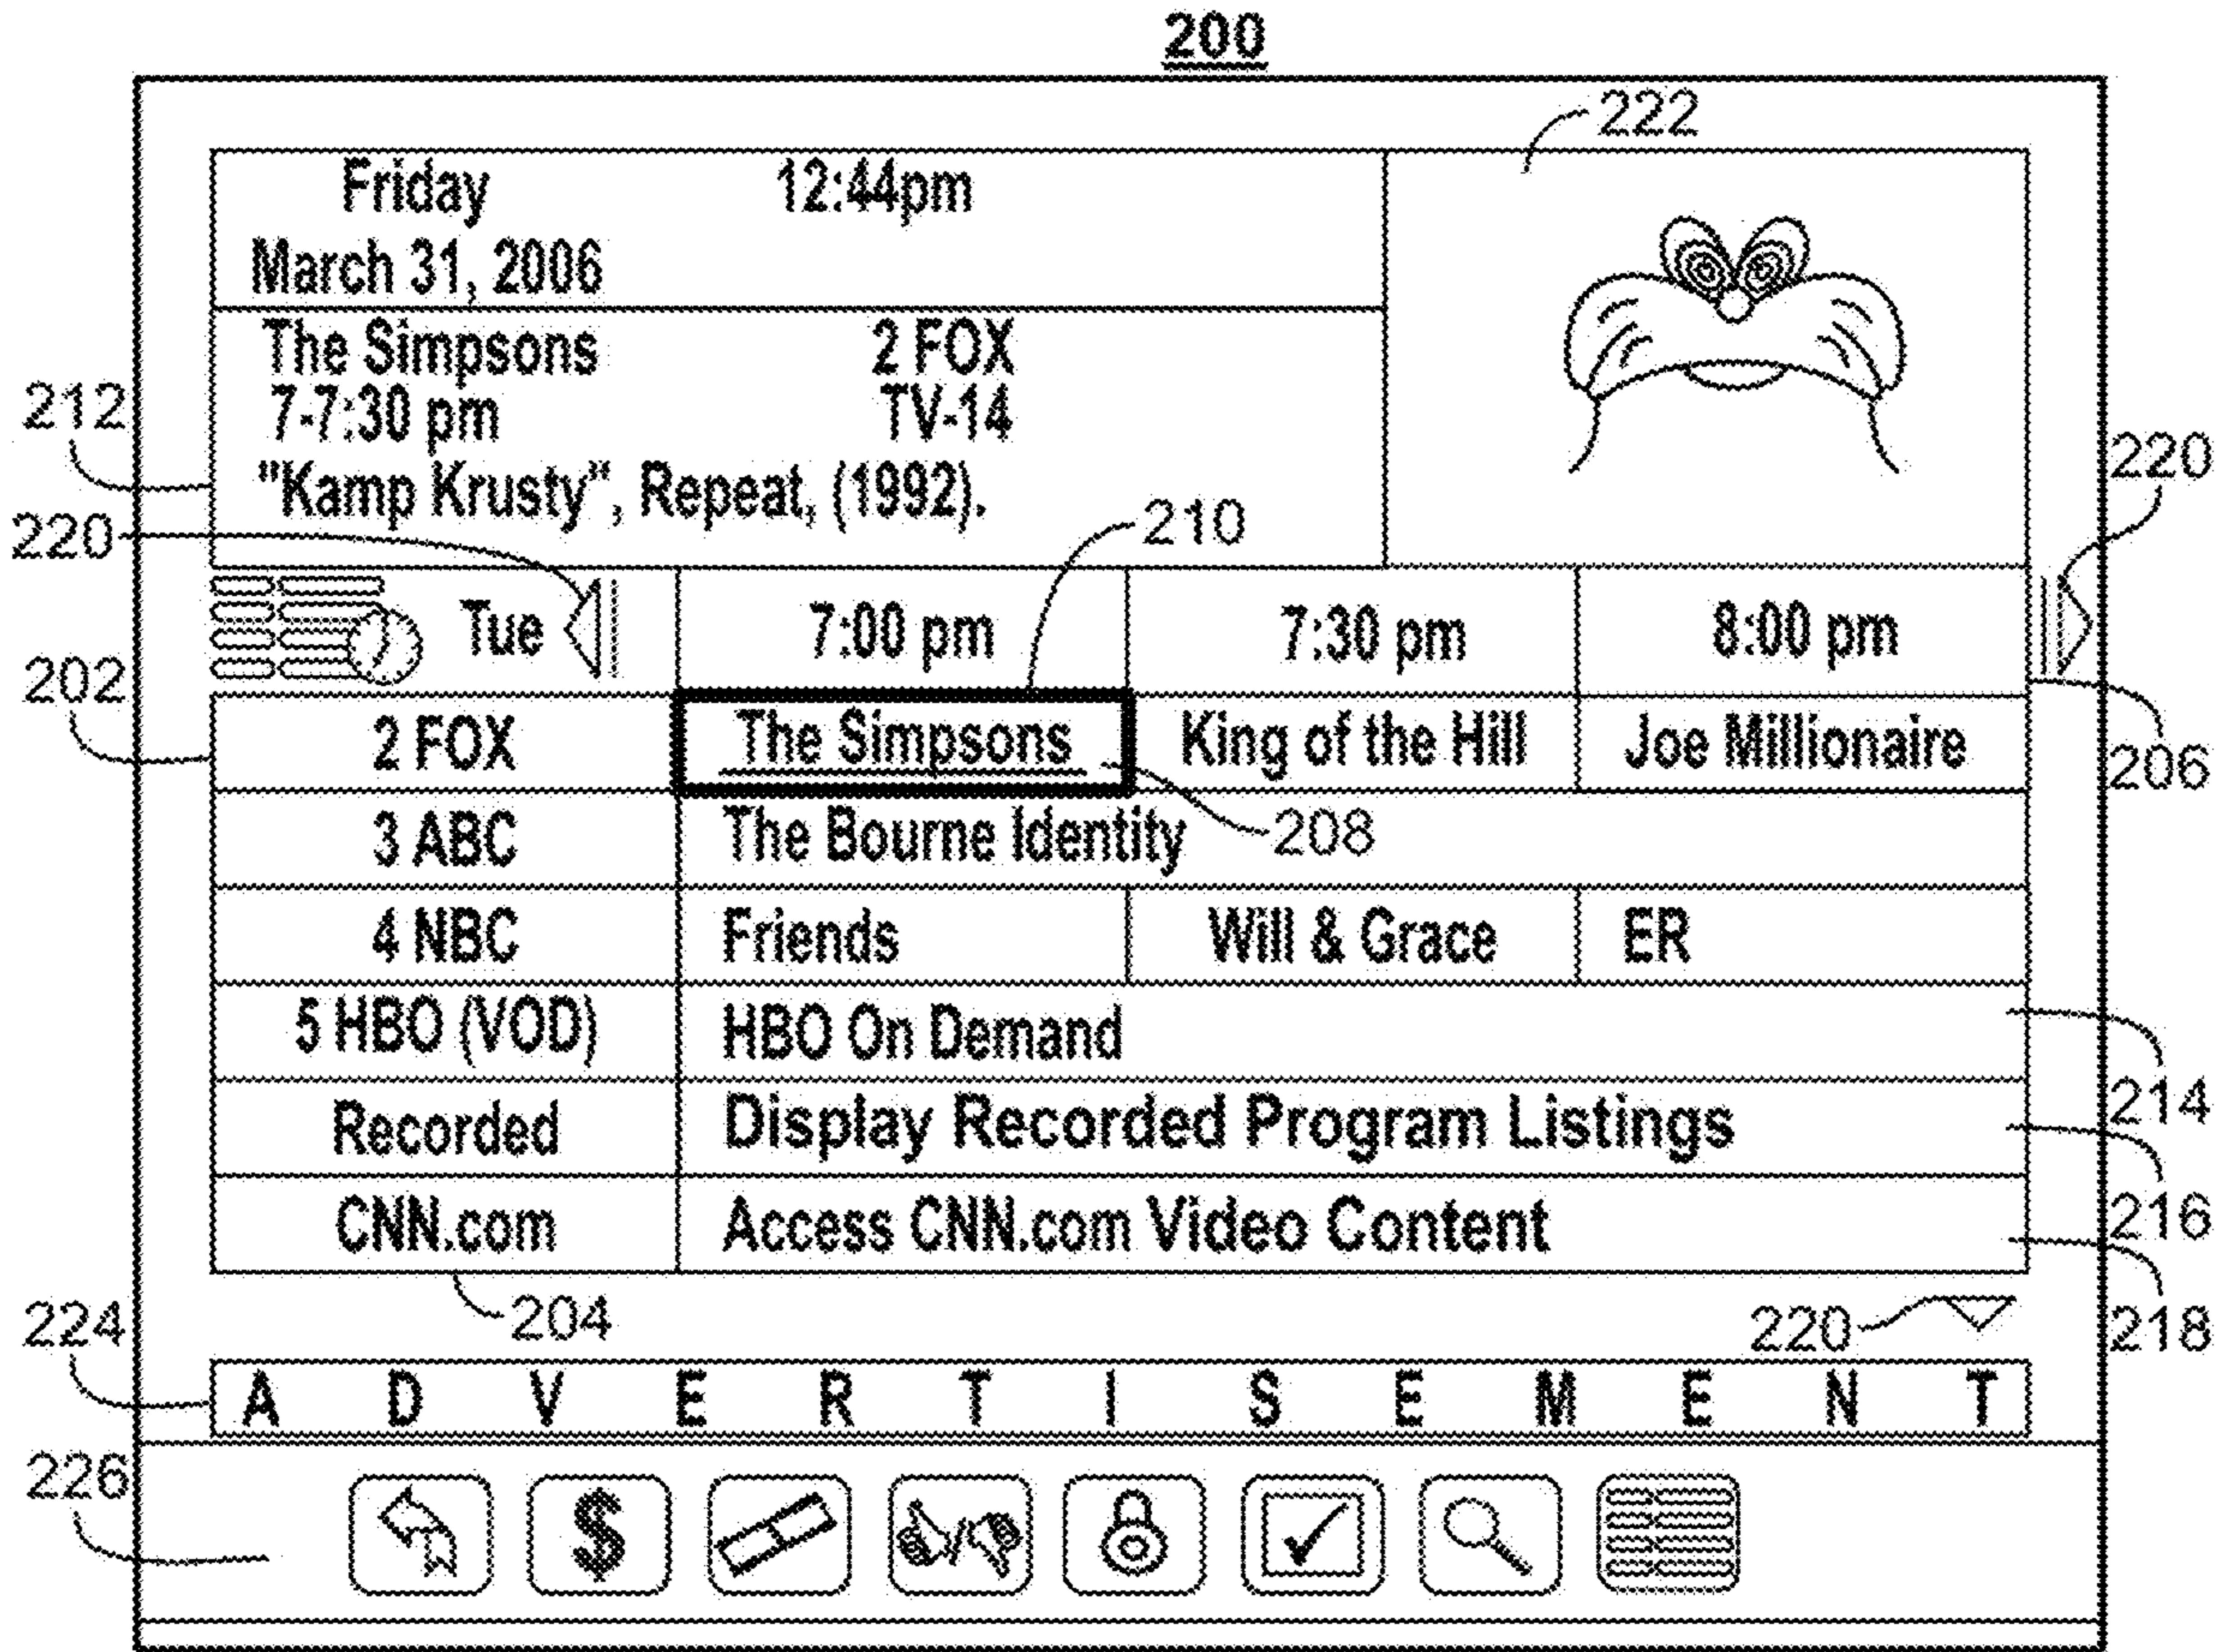 200
222
Friday 12:44pm
March 31, 2006
The Simpsons 2 FOX
212
7-7:30 pm TV-14
220
"Kamp Krusty", Repeat, (1992).
220 210
Tue 7:00 pm 7:30 pm 8:00 pm
202
2 FOX The Simpsons King of the Hill Joe Millionaire
206
3 ABC The Bourne Identity 208
4 NBC Friends Will & Grace ER
5 HBO (VOD) HBO On Demand
214
Recorded Display Recorded Program Listings
216
CNN.com Access CNN.com Video Content
224 204 220 218
A D V E R T I S E M E N T
226
$